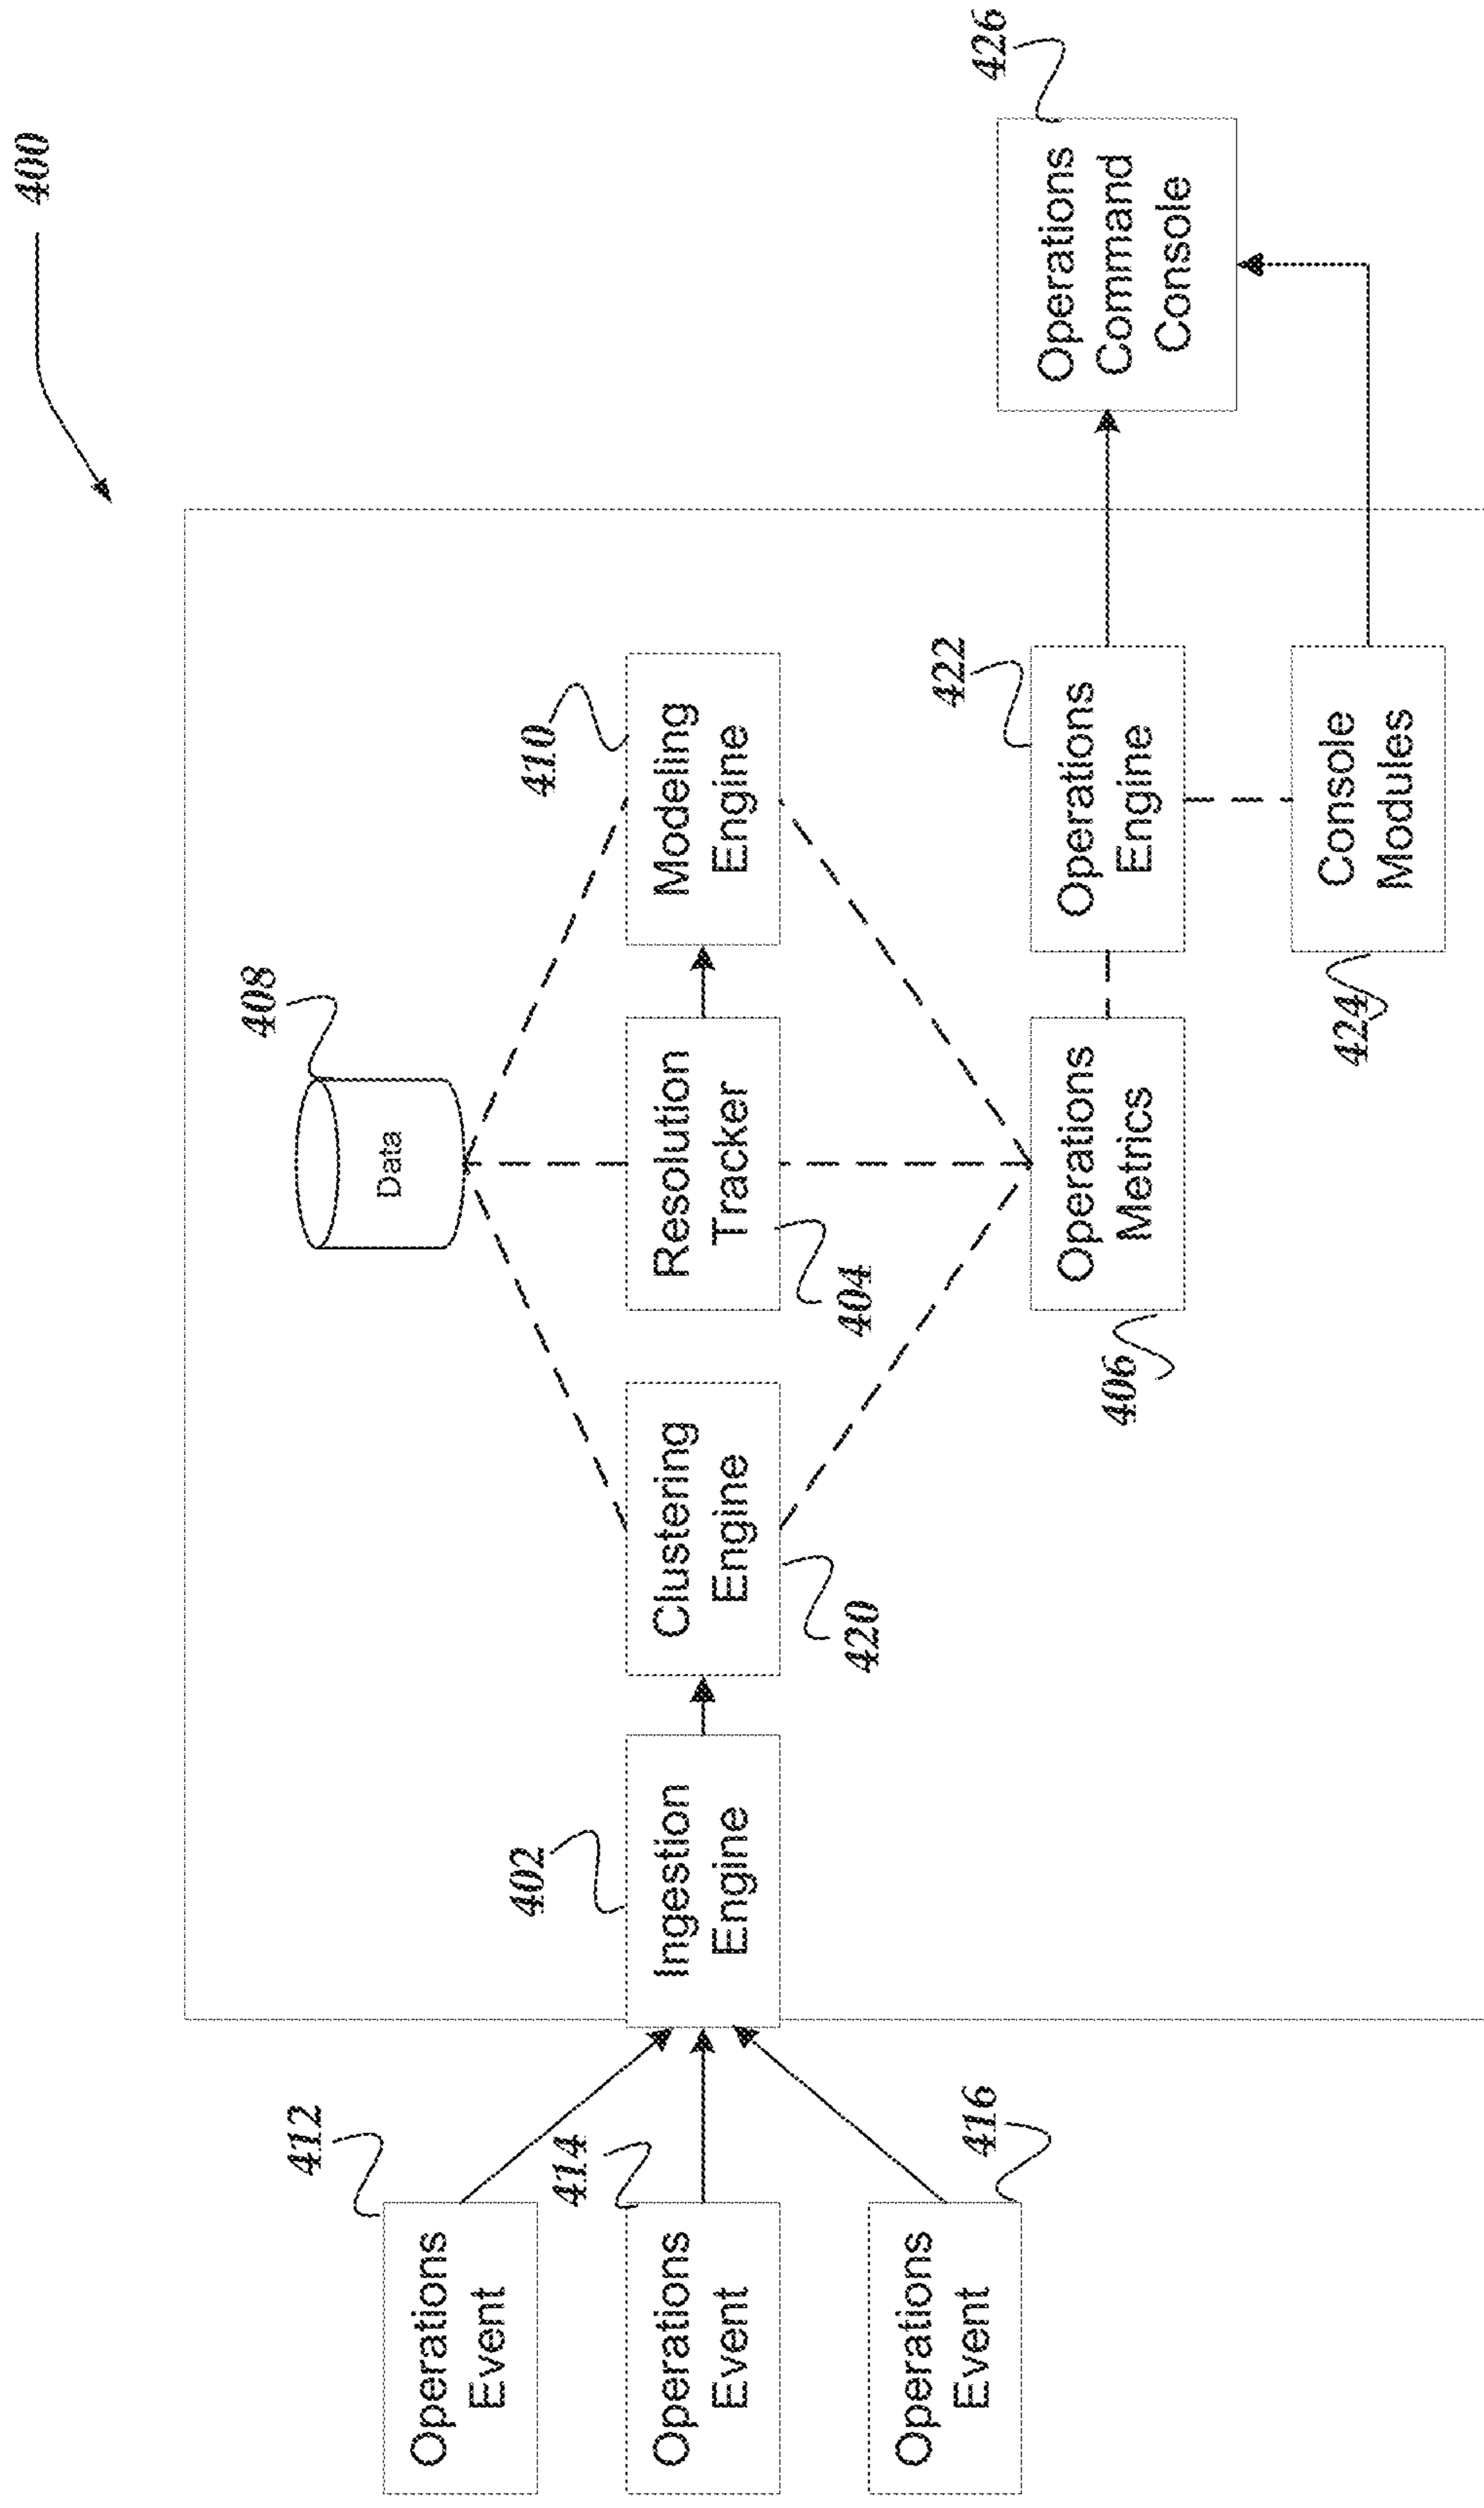 400
408
Data
412
Operations
Event
414
Operations
Event
416
Operations
Event
402
Ingestion
Engine
Clustering
Engine
420
Resolution
Tracker
404
410
Modeling
Engine
406
Operations
Metrics
422
Operations
Engine
424
Console
Modules
426
Operations
Command
Console